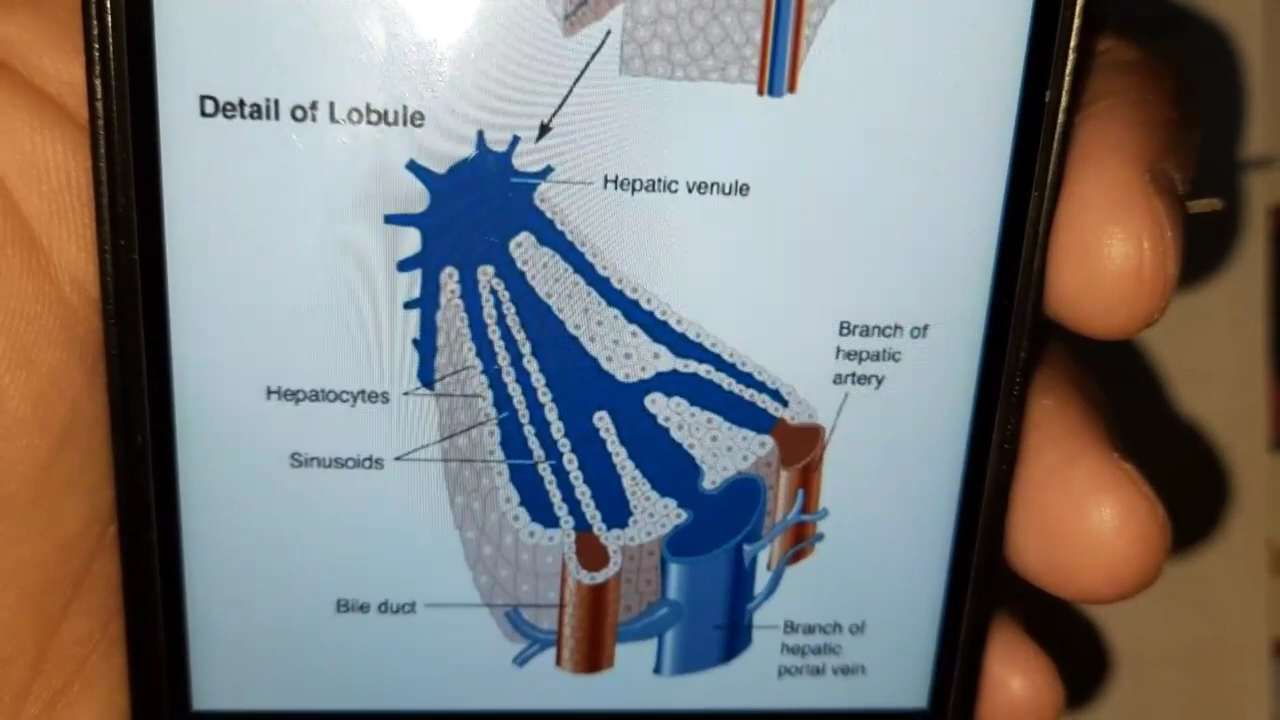 Detail of Lobule
Hepatic venule
Branch of
hepatic
artery
Hepatocytes
Sinusoids
Bile duct
Branch of
hepatic
portal vein